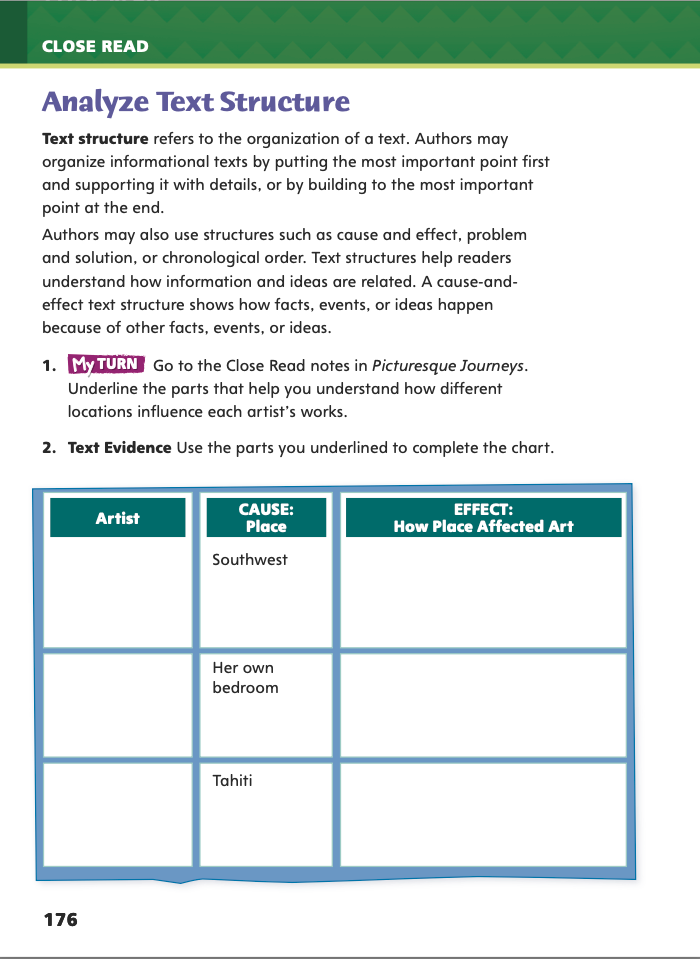 CLOSE READ
Analyze Text Structure
Text structure refers to the organization of a text. Authors may
organize informational texts by putting the most important point first
and supporting it with details, or by building to the most important
point at the end.
Authors may also use structures such as cause and effect, problem
and solution, or chronological order. Text structures help readers
understand how information and ideas are related. A cause-and-
effect text structure shows how facts, events, or ideas happen
because of other facts, events, or ideas.
1. My TURN Go to the Close Read notes in Picturesque Journeys.
Underline the parts that help you understand how different
locations influence each artist's works.
2. Text Evidence Use the parts you underlined to complete the chart.
Artist
CAUSE:
Place
EFFECT:
How Place Affected Art
Southwest
Her own
bedroom
Tahiti
176